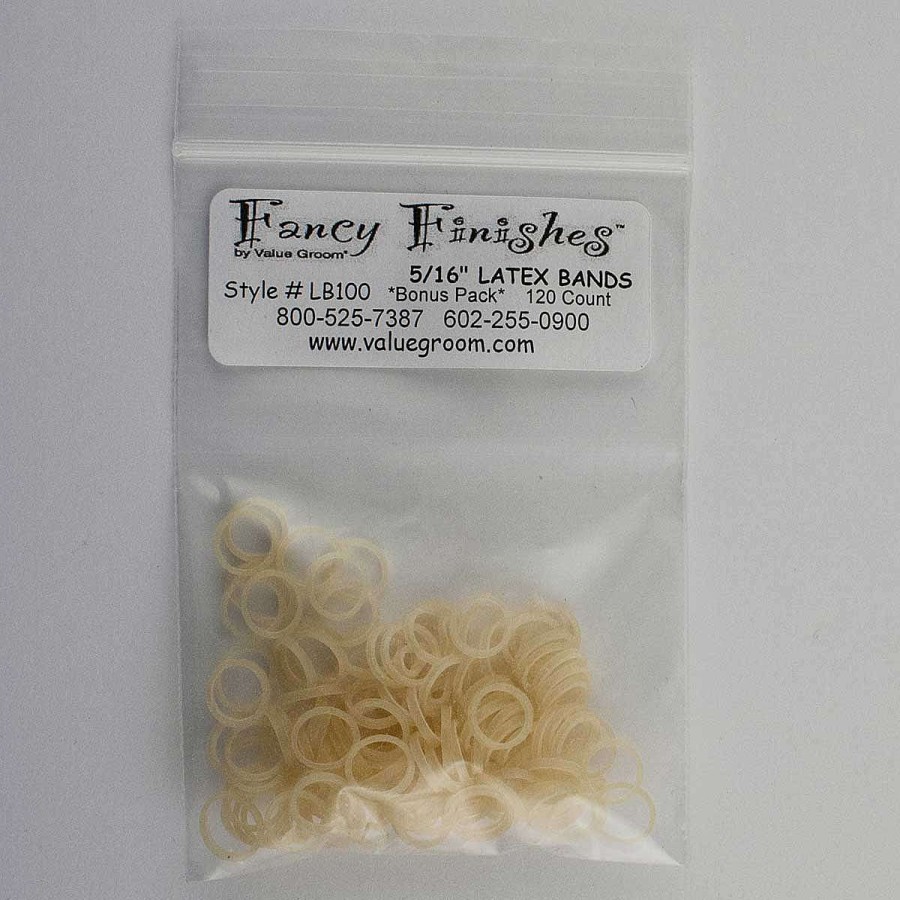 Fancy Finishes™
by Value Groom®
5/16" LATEX BANDS
Style # LB100 *Bonus Pack* 120 Count
800-525-7387 602-255-0900
www.valuegroom.com